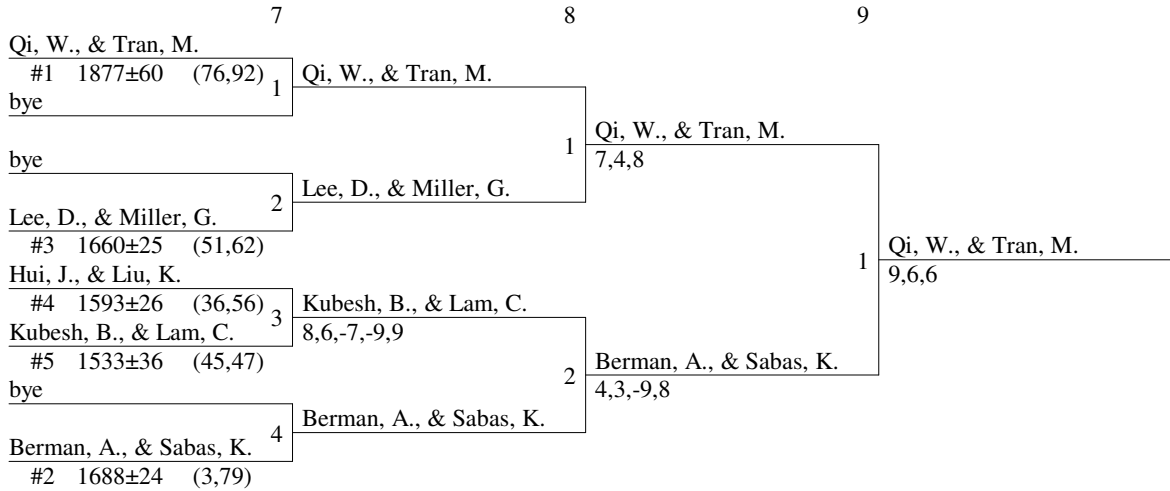 7 8 9
Qi, W., & Tran, M.
#1 1877±60 (76,92)
1
Qi, W., & Tran, M.
bye
1
Qi, W., & Tran, M.
7,4,8
bye
2
Lee, D., & Miller, G.
Lee, D., & Miller, G.
#3 1660±25 (51,62)
1
Qi, W., & Tran, M.
9,6,6
Hui, J., & Liu, K.
#4 1593±26 (36,56)
3
Kubesh, B., & Lam, C.
8,6,-7,-9,9
Kubesh, B., & Lam, C.
#5 1533±36 (45,47)
2
Berman, A., & Sabas, K.
4,3,-9,8
bye
4
Berman, A., & Sabas, K.
Berman, A., & Sabas, K.
#2 1688±24 (3,79)